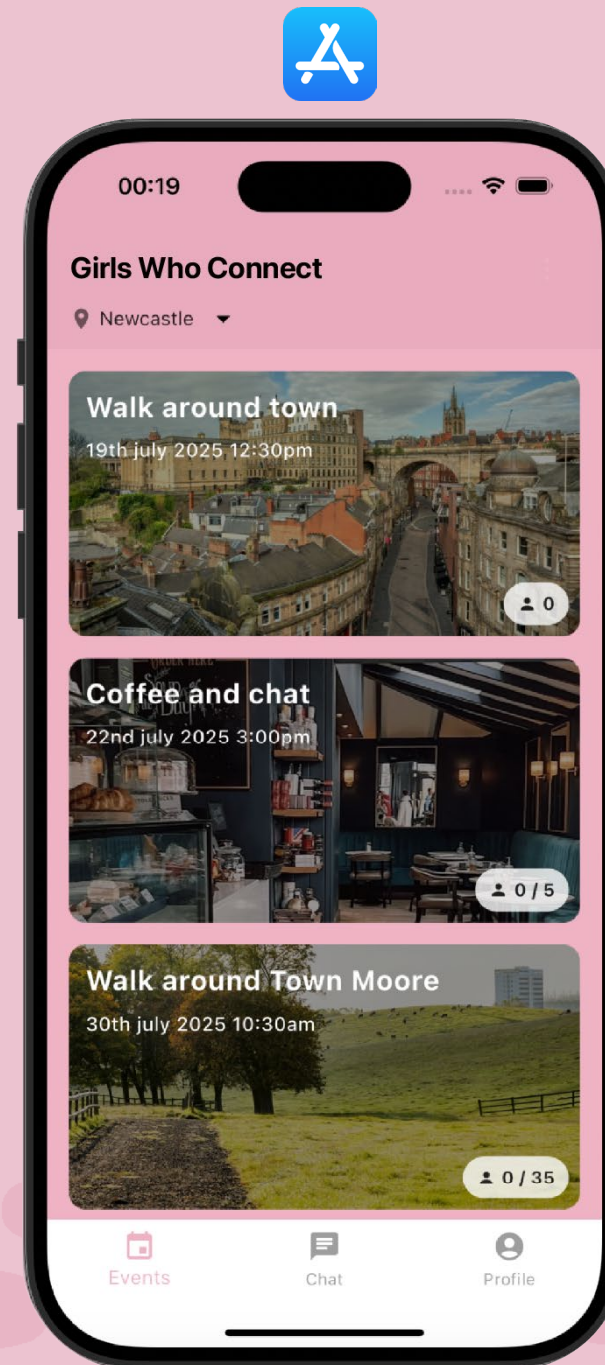 00:19
Girls Who Connect
Newcastle
Walk around town
19th july 2025 12:30pm
0
Coffee and chat
22nd july 2025 3:00pm
0 / 5
Walk around Town Moore
30th july 2025 10:30am
0 / 35
Events
Chat
Profile